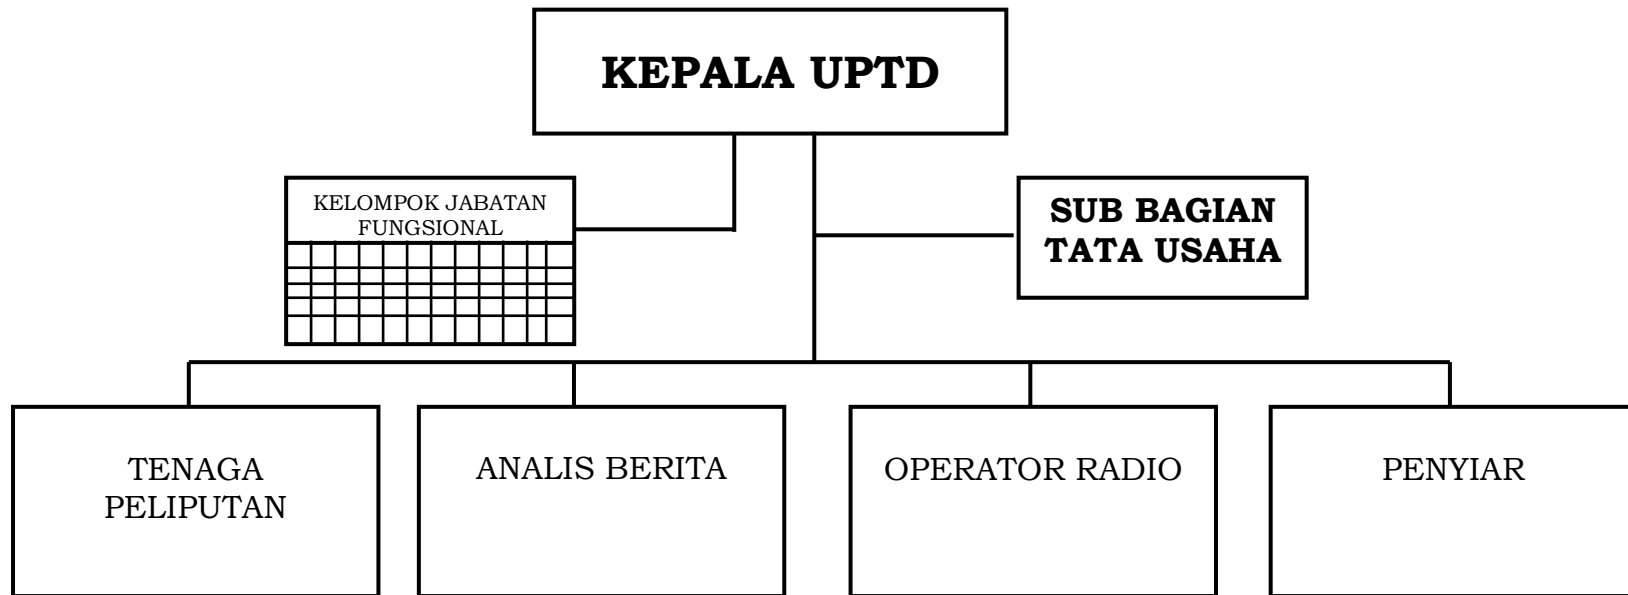 KEPALA UPTD
KELOMPOK JABATAN
FUNGSIONAL
SUB BAGIAN
TATA USAHA
TENAGA
PELIPUTAN
ANALIS BERITA
OPERATOR RADIO
PENYIAR